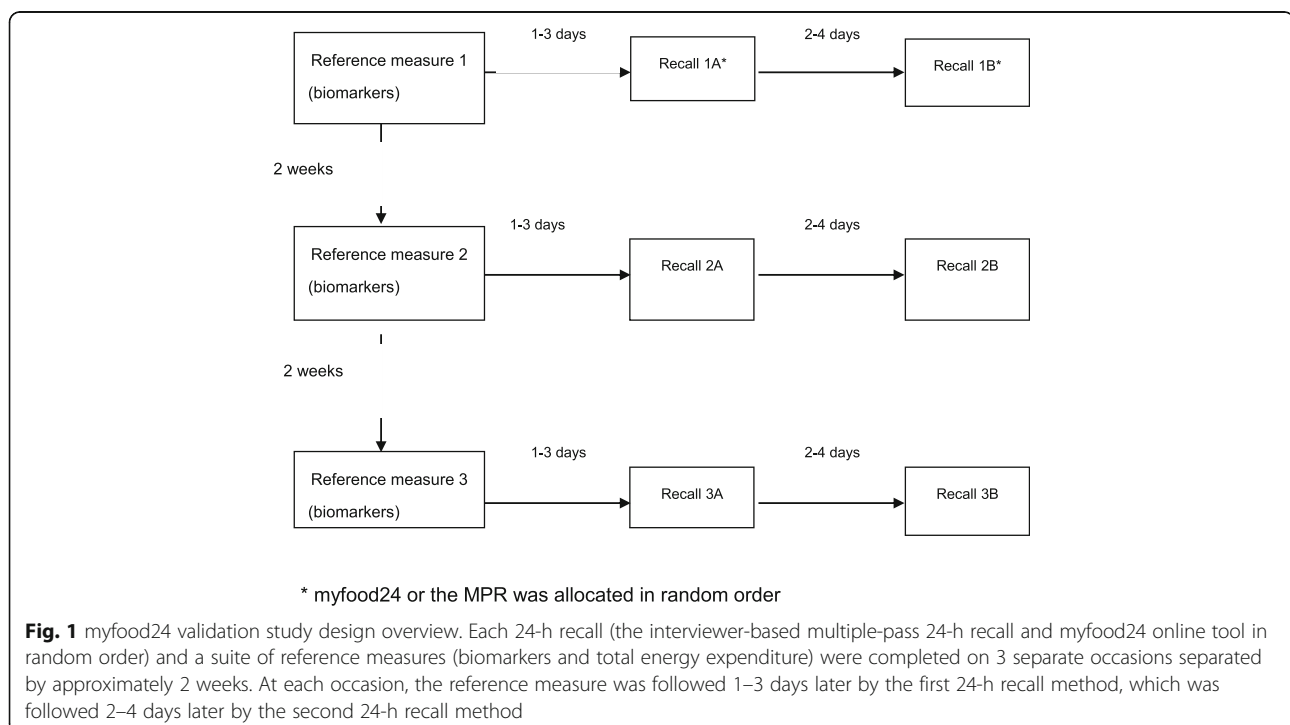 1-3 days
2-4 days
Reference measure 1
(biomarkers)
Recall 1A*
Recall 1B*
2 weeks
1-3 days
2-4 days
Reference measure 2
(biomarkers)
Recall 2A
Recall 2B
2 weeks
1-3 days
2-4 days
Reference measure 3
(biomarkers)
Recall 3A
Recall 3B
* myfood24 or the MPR was allocated in random order
Fig. 1 myfood24 validation study design overview. Each 24-h recall (the interviewer-based multiple-pass 24-h recall and myfood24 online tool in
random order) and a suite of reference measures (biomarkers and total energy expenditure) were completed on 3 separate occasions separated
by approximately 2 weeks. At each occasion, the reference measure was followed 1–3 days later by the first 24-h recall method, which was
followed 2–4 days later by the second 24-h recall method